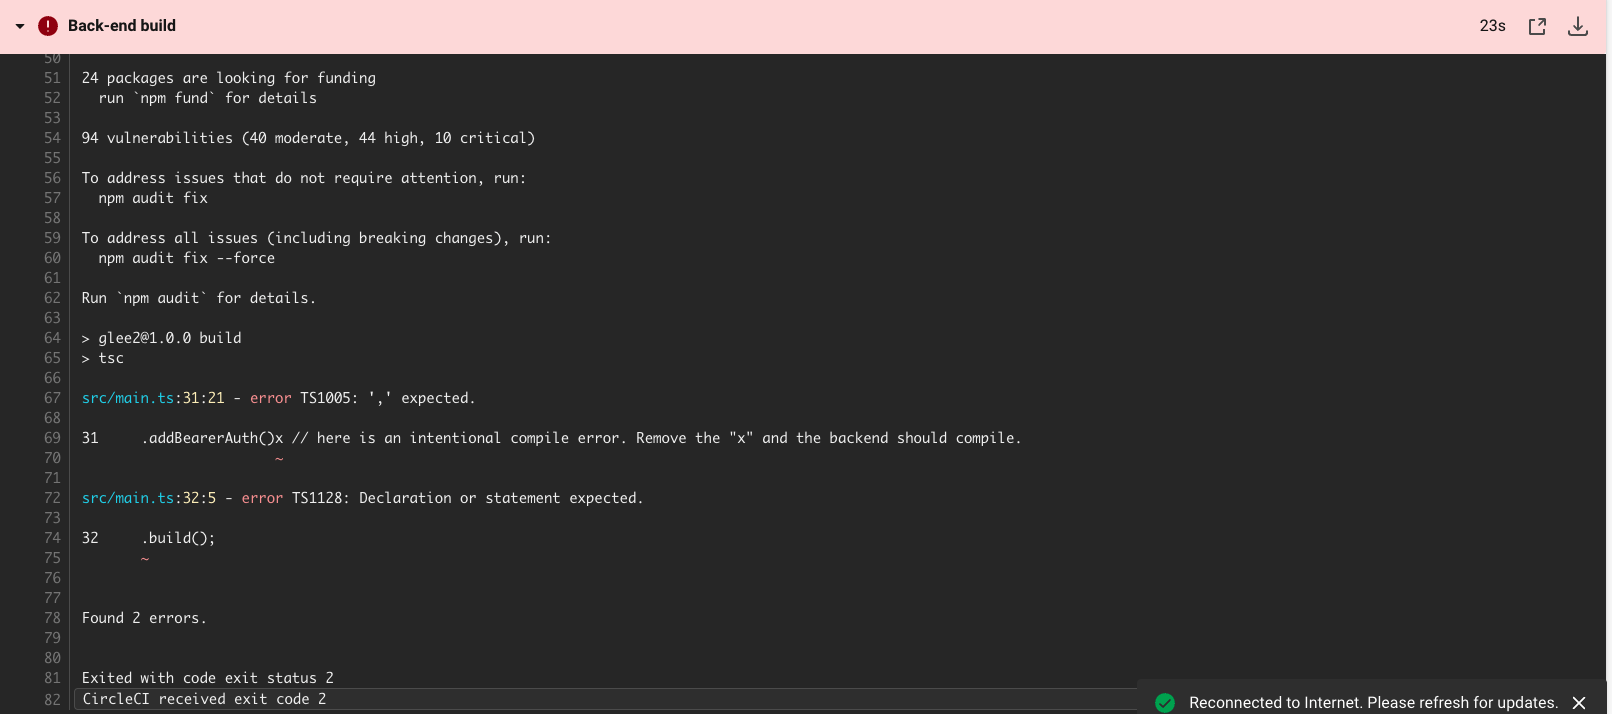 Back-end build 23s
50
51 24 packages are looking for funding
52 run `npm fund` for details
53
54 94 vulnerabilities (40 moderate, 44 high, 10 critical)
55
56 To address issues that do not require attention, run:
57 npm audit fix
58
59 To address all issues (including breaking changes), run:
60 npm audit fix --force
61
62 Run `npm audit` for details.
63
64 > glee2@1.0.0 build
65 > tsc
66
67 src/main.ts:31:21 - error TS1005: ',' expected.
68
69 31 .addBearerAuth()x // here is an intentional compile error. Remove the "x" and the backend should compile.
70 ~
71
72 src/main.ts:32:5 - error TS1128: Declaration or statement expected.
73
74 32 .build();
75 ~
76
77
78 Found 2 errors.
79
80
81 Exited with code exit status 2
82 CircleCI received exit code 2
Reconnected to Internet. Please refresh for updates.